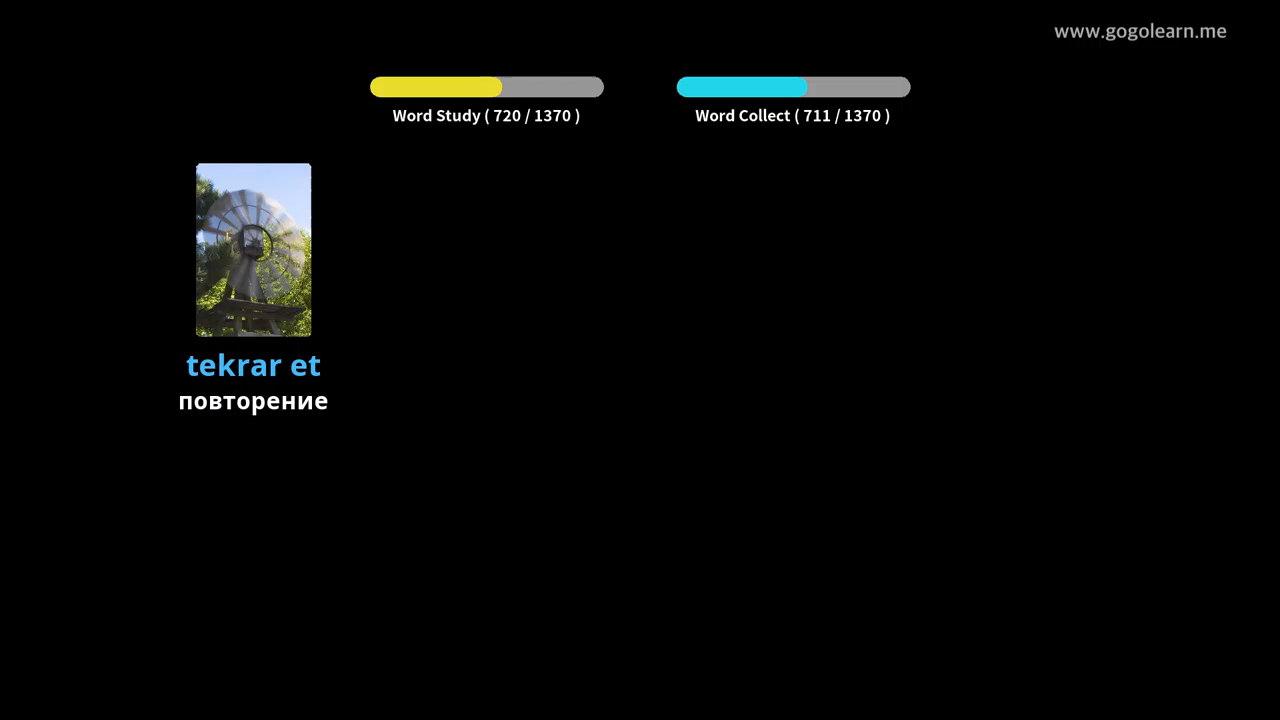 www.gogolearn.me
Word Study ( 720 / 1370 )
Word Collect ( 711 / 1370 )
tekrar et
повторение